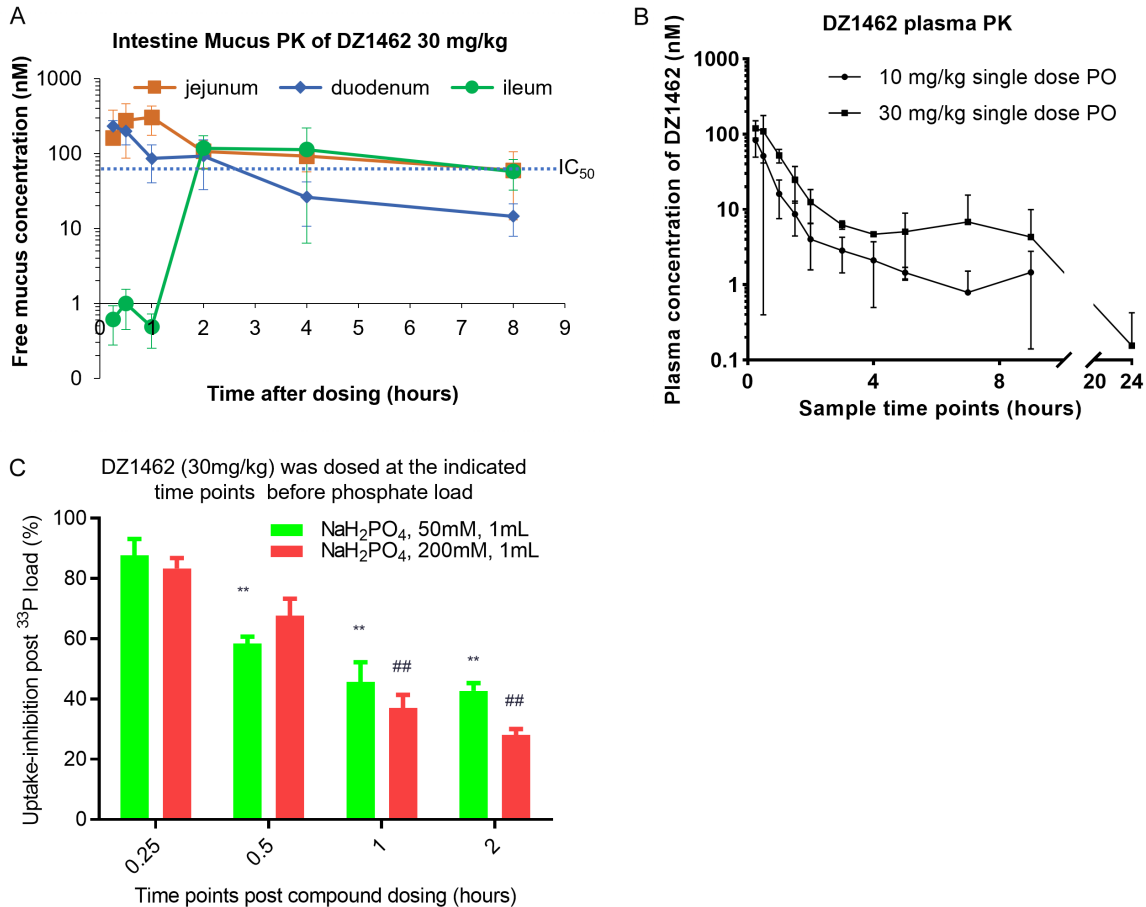 A
Intestine Mucus PK of DZ1462 30 mg/kg
Free mucus concentration (nM)
1000
100
10
1
0
jejunum
duodenum
ileum
IC50
0 1 2 3 4 5 6 7 8 9
Time after dosing (hours)
B
DZ1462 plasma PK
Plasma concentration of DZ1462 (nM)
1000
100
10
1
0.1
10 mg/kg single dose PO
30 mg/kg single dose PO
0 4 8 20 24
Sample time points (hours)
C
DZ1462 (30mg/kg) was dosed at the indicated
time points before phosphate load
Uptake-inhibition post 33P load (%)
100
80
60
40
20
0
NaH2PO4, 50mM, 1mL
NaH2PO4, 200mM, 1mL
** ** ## ** ##
0.25 0.5 1 2
Time points post compound dosing (hours)